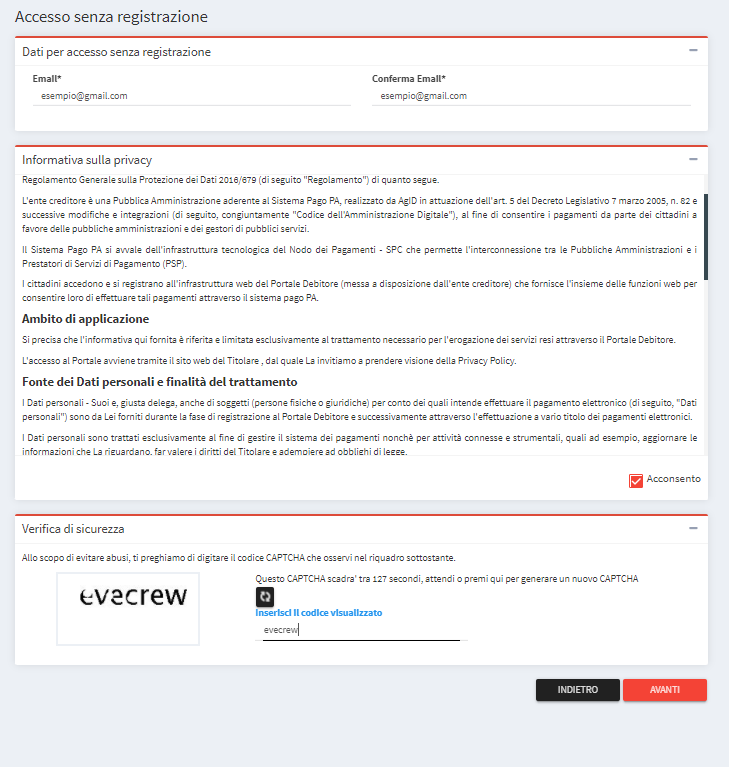 Accesso senza registrazione
Dati per accesso senza registrazione
Email*
Conferma Email*
esempio@gmail.com
esempio@gmail.com
Informativa sulla privacy
Regolamento Generale sulla Protezione dei Dati 2016/679 (di seguito "Regolamento") di quanto segue.
L'ente creditore è una Pubblica Amministrazione aderente al Sistema Pago PA, realizzato da AgID in attuazione dell'art. 5 del Decreto Legislativo 7 marzo 2005, n. 82 e
successive modifiche e integrazioni (di seguito, congiuntamente "Codice dell'Amministrazione Digitale"), al fine di consentire i pagamenti da parte dei cittadini a
favore delle pubbliche amministrazioni e dei gestori di pubblici servizi.
Il Sistema Pago PA si avvale dell'infrastruttura tecnologica del Nodo dei Pagamenti - SPC che permette l'interconnessione tra le Pubbliche Amministrazioni e i
Prestatori di Servizi di Pagamento (PSP).
I cittadini accedono e si registrano all'infrastruttura web del Portale Debitore (messa a disposizione dall'ente creditore) che fornisce l'insieme delle funzioni web per
consentire loro di effettuare tali pagamenti attraverso il sistema pago PA.
Ambito di applicazione
Si precisa che l'informativa qui fornita è riferita e limitata esclusivamente al trattamento necessario per l'erogazione dei servizi resi attraverso il Portale Debitore.
L'accesso al Portale avviene tramite il sito web del Titolare , dal quale La invitiamo a prendere visione della Privacy Policy.
Fonte dei Dati personali e finalità del trattamento
I Dati personali - Suoi e, giusta delega, anche di soggetti (persone fisiche o giuridiche) per conto dei quali intende effettuare il pagamento elettronico (di seguito, "Dati
personali") sono da Lei forniti durante la fase di registrazione al Portale Debitore e successivamente attraverso l'effettuazione a vario titolo dei pagamenti elettronici.
I Dati personali sono trattati esclusivamente al fine di gestire il sistema dei pagamenti nonchè per attività connesse e strumentali, quali ad esempio, aggiornare le
informazioni che La riguardano, far valere i diritti del Titolare e adempiere ad obblighi di legge.
Acconsento
Verifica di sicurezza
Allo scopo di evitare abusi, ti preghiamo di digitare il codice CAPTCHA che osservi nel riquadro sottostante.
evecrew
Questo CAPTCHA scadra' tra 127 secondi, attendi o premi qui per generare un nuovo CAPTCHA
Inserisci il codice visualizzato
evecrew
INDIETRO
AVANTI